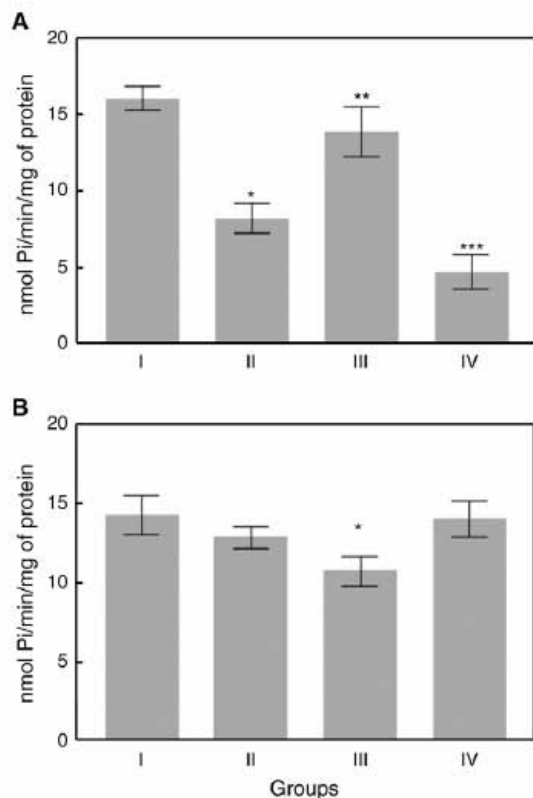 A
nmol Pi/min/mg of protein
20
15
10
5
0
*
**
***
I II III IV
B
nmol Pi/min/mg of protein
20
15
10
5
0
*
I II III IV
Groups